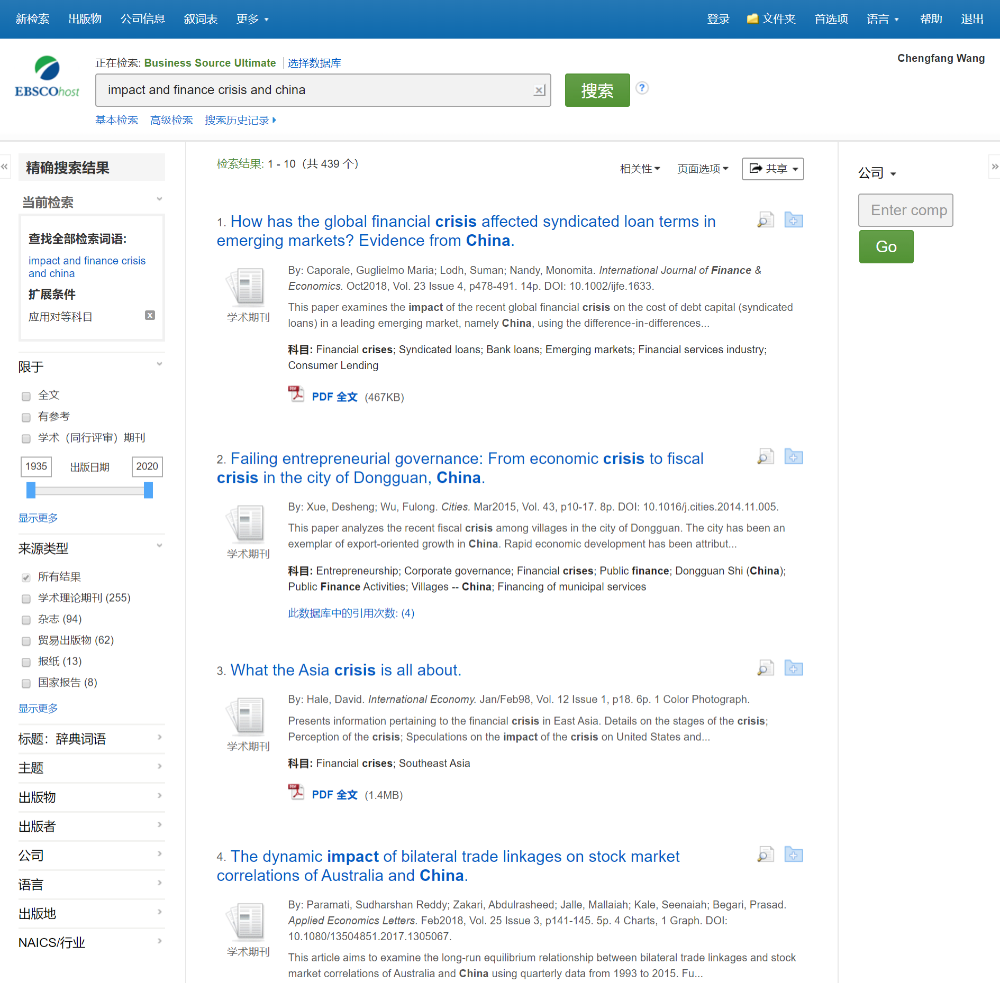 新检索 出版物 公司信息 叙词表 更多 登录 文件夹 首选项 语言 帮助 退出
EBSCOhost
正在检索: Business Source Ultimate 选择数据库
Chengfang Wang
impact and finance crisis and china
搜索
?
基本检索 高级检索 搜索历史记录
精确搜索结果
当前检索
查找全部检索词语:
impact and finance crisis
and china
扩展条件
应用对等科目
限于
全文
有参考
学术（同行评审）期刊
1935 出版日期 2020
显示更多
来源类型
所有结果
学术理论期刊 (255)
杂志 (94)
贸易出版物 (62)
报纸 (13)
国家报告 (8)
显示更多
标题：辞典词语
主题
出版物
出版者
公司
语言
出版地
NAICS/行业
检索结果: 1 - 10（共 439 个）
相关性 页面选项 共享
1. How has the global financial crisis affected syndicated loan terms in
emerging markets? Evidence from China.
学术期刊
By: Caporale, Guglielmo Maria; Lodh, Suman; Nandy, Monomita. International Journal of Finance &
Economics. Oct2018, Vol. 23 Issue 4, p478-491. 14p. DOI: 10.1002/ijfe.1633.
This paper examines the impact of the recent global financial crisis on the cost of debt capital (syndicated
loans) in a leading emerging market, namely China, using the difference-in-differences...
科目: Financial crises; Syndicated loans; Bank loans; Emerging markets; Financial services industry;
Consumer Lending
PDF 全文 (467KB)
2. Failing entrepreneurial governance: From economic crisis to fiscal
crisis in the city of Dongguan, China.
学术期刊
By: Xue, Desheng; Wu, Fulong. Cities. Mar2015, Vol. 43, p10-17. 8p. DOI: 10.1016/j.cities.2014.11.005.
This paper analyzes the recent fiscal crisis among villages in the city of Dongguan. The city has been an
exemplar of export-oriented growth in China. Rapid economic development has been attribut...
科目: Entrepreneurship; Corporate governance; Financial crises; Public finance; Dongguan Shi (China);
Public Finance Activities; Villages -- China; Financing of municipal services
此数据库中的引用次数: (4)
3. What the Asia crisis is all about.
学术期刊
By: Hale, David. International Economy. Jan/Feb98, Vol. 12 Issue 1, p18. 6p. 1 Color Photograph.
Presents information pertaining to the financial crisis in East Asia. Details on the stages of the crisis;
Perception of the crisis; Speculations on the impact of the crisis on United States and...
科目: Financial crises; Southeast Asia
PDF 全文 (1.4MB)
4. The dynamic impact of bilateral trade linkages on stock market
correlations of Australia and China.
学术期刊
By: Paramati, Sudharshan Reddy; Zakari, Abdulrasheed; Jalle, Mallaiah; Kale, Seenaiah; Begari, Prasad.
Applied Economics Letters. Feb2018, Vol. 25 Issue 3, p141-145. 5p. 4 Charts, 1 Graph. DOI:
10.1080/13504851.2017.1305067.
This article aims to examine the long-run equilibrium relationship between bilateral trade linkages and stock
market correlations of Australia and China using quarterly data from 1993 to 2015. Fu...
公司
Enter comp
Go